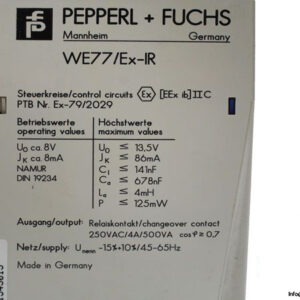 PEPPERL + FUCHS
Mannheim Germany
WE77/Ex-IR
Steuerkreise/control circuits Ex [EEx ib] IIC
PTB Nr. Ex-79/2029
Betriebswerte Höchstwerte
operating values maximum values
U₀ ca. 8V U₀ ≤ 13,5V
Jₖ ca. 8mA Jₖ ≤ 86mA
NAMUR Cᵢ ≤ 141nF
DIN 19234 Cₐ ≤ 678nF
Lₐ ≤ 4mH
P ≤ 125mW
Ausgang/output: Relaiskontakt/changeover contact
250VAC/4A/500VA cos φ ≥ 0,7
Netz/supply: Uₙₑₙₙ -15%+10%/45-65Hz
Made in Germany